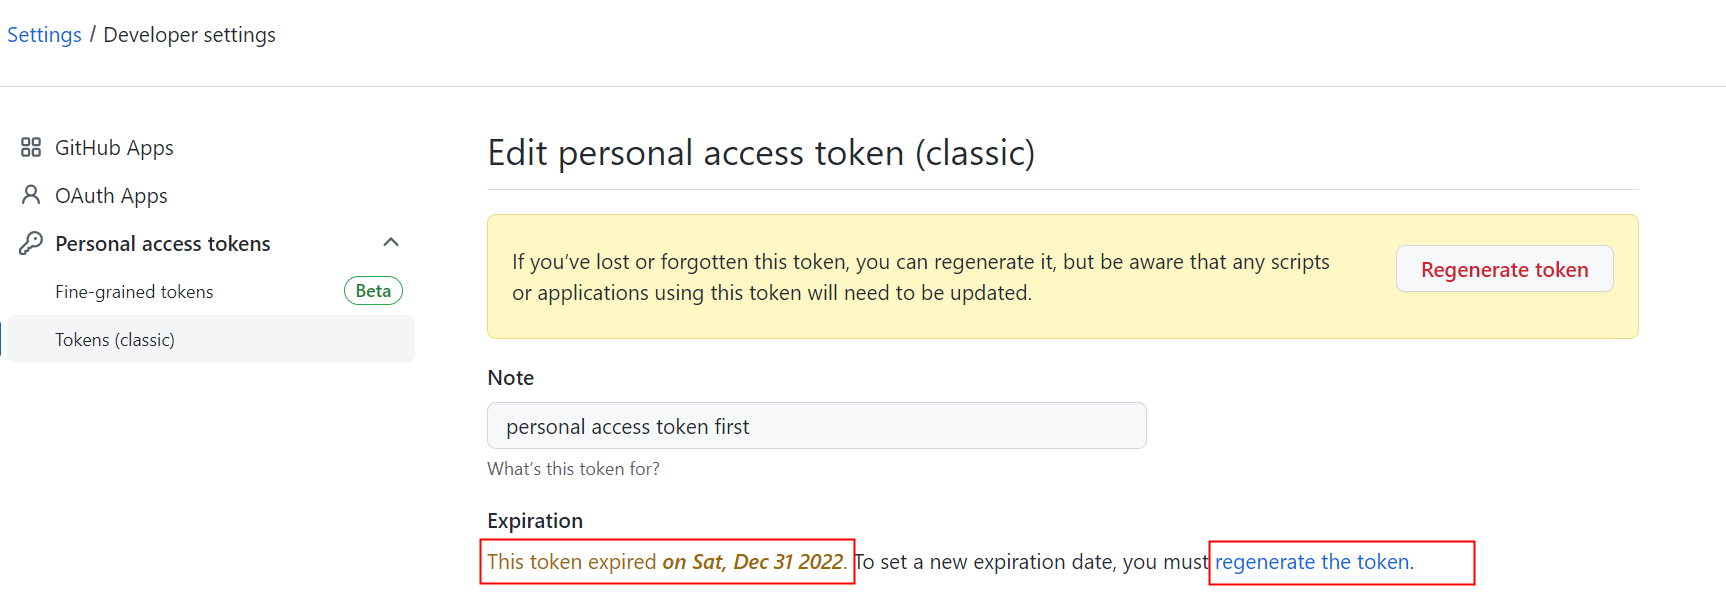 Settings / Developer settings
GitHub Apps
OAuth Apps
Personal access tokens
Fine-grained tokens Beta
Tokens (classic)
Edit personal access token (classic)
If you’ve lost or forgotten this token, you can regenerate it, but be aware that any scripts
or applications using this token will need to be updated.
Regenerate token
Note
personal access token first
What’s this token for?
Expiration
This token expired on Sat, Dec 31 2022. To set a new expiration date, you must regenerate the token.